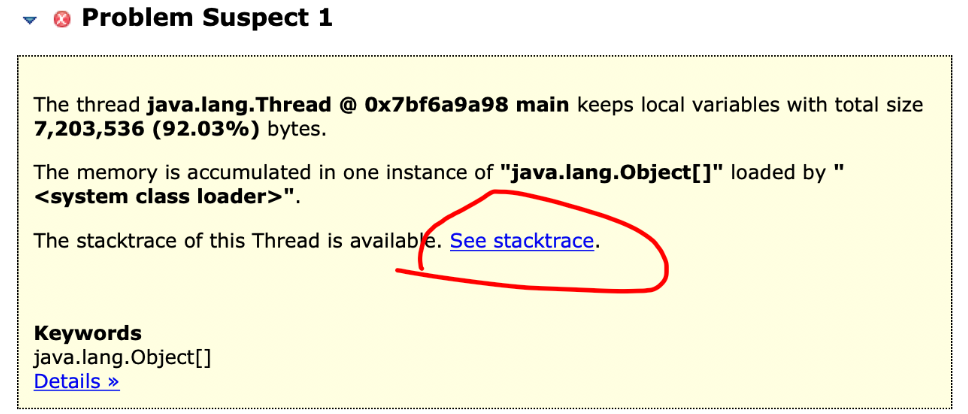 Problem Suspect 1
The thread java.lang.Thread @ 0x7bf6a9a98 main keeps local variables with total size
7,203,536 (92.03%) bytes.
The memory is accumulated in one instance of "java.lang.Object[]" loaded by "
<system class loader>".
The stacktrace of this Thread is available. See stacktrace.
Keywords
java.lang.Object[]
Details »